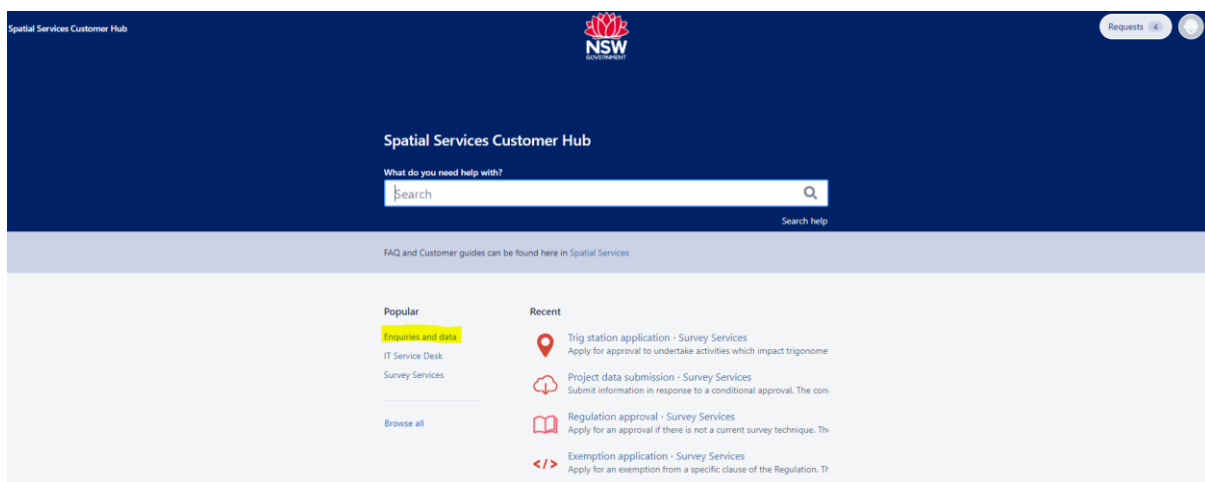 Spatial Services Customer Hub
NSW
GOVERNMENT
Requests 4
Spatial Services Customer Hub
What do you need help with?
Search
Search help
FAQ and Customer guides can be found here in Spatial Services
Popular
Enquiries and data
IT Service Desk
Survey Services
Browse all
Recent
Trig station application · Survey Services
Apply for approval to undertake activities which impact trigonome
Project data submission · Survey Services
Submit information in response to a conditional approval. The con
Regulation approval · Survey Services
Apply for an approval if there is not a current survey technique. Th
</> Exemption application · Survey Services
Apply for an exemption from a specific clause of the Regulation. Th